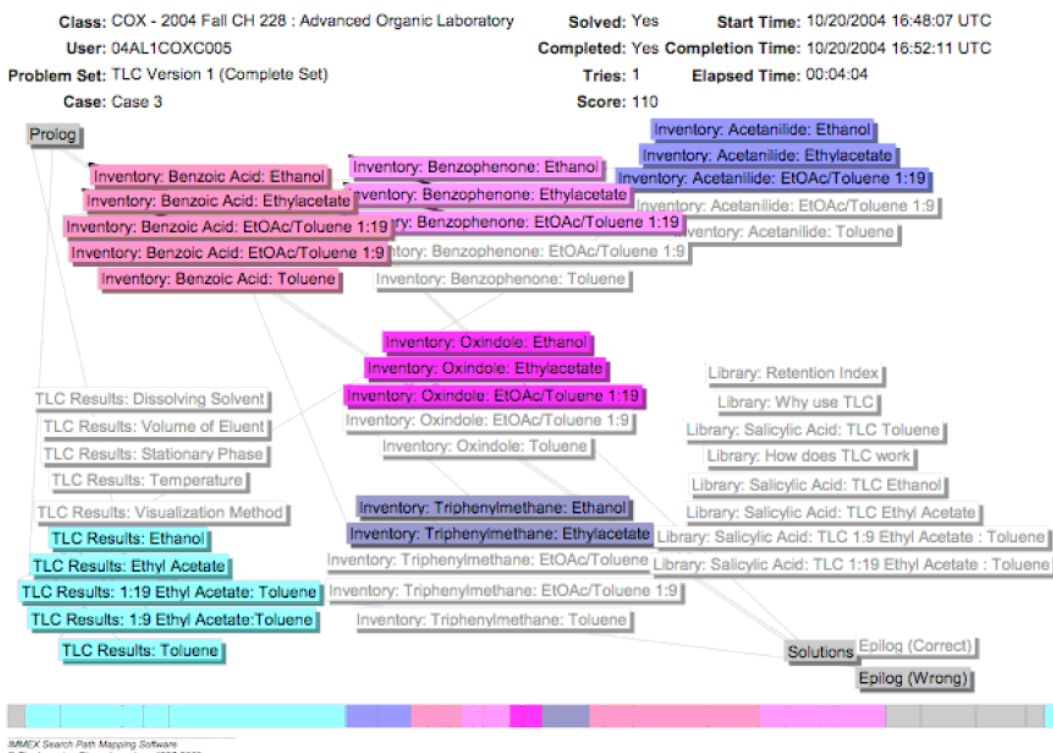 Class: COX - 2004 Fall CH 228 : Advanced Organic Laboratory
Solved: Yes
Start Time: 10/20/2004 16:48:07 UTC
User: 04AL1COXC005
Completed: Yes
Completion Time: 10/20/2004 16:52:11 UTC
Problem Set: TLC Version 1 (Complete Set)
Tries: 1
Elapsed Time: 00:04:04
Case: Case 3
Score: 110
Prolog
Inventory: Benzoic Acid: Ethanol
Inventory: Benzoic Acid: Ethylacetate
Inventory: Benzoic Acid: EtOAc/Toluene 1:19
Inventory: Benzoic Acid: EtOAc/Toluene 1:9
Inventory: Benzoic Acid: Toluene
Inventory: Benzophenone: Ethanol
Inventory: Benzophenone: Ethylacetate
Benzophenone: EtOAc/Toluene 1:19
Benzophenone: EtOAc/Toluene 1:9
Inventory: Benzophenone: Toluene
Inventory: Acetanilide: Ethanol
Inventory: Acetanilide: Ethylacetate
Inventory: Acetanilide: EtOAc/Toluene 1:19
Inventory: Acetanilide: EtOAc/Toluene 1:9
Inventory: Acetanilide: Toluene
Inventory: Oxindole: Ethanol
Inventory: Oxindole: Ethylacetate
Inventory: Oxindole: EtOAc/Toluene 1:19
Inventory: Oxindole: EtOAc/Toluene 1:9
Inventory: Oxindole: Toluene
Library: Retention Index
Library: Why use TLC
Library: Salicylic Acid: TLC Toluene
Library: How does TLC work
Library: Salicylic Acid: TLC Ethanol
Library: Salicylic Acid: TLC Ethyl Acetate
Library: Salicylic Acid: TLC 1:9 Ethyl Acetate : Toluene
Library: Salicylic Acid: TLC 1:19 Ethyl Acetate : Toluene
TLC Results: Dissolving Solvent
TLC Results: Volume of Eluent
TLC Results: Stationary Phase
TLC Results: Temperature
TLC Results: Visualization Method
TLC Results: Ethanol
TLC Results: Ethyl Acetate
TLC Results: 1:19 Ethyl Acetate: Toluene
TLC Results: 1:9 Ethyl Acetate:Toluene
TLC Results: Toluene
Inventory: Triphenylmethane: Ethanol
Inventory: Triphenylmethane: Ethylacetate
Inventory: Triphenylmethane: EtOAc/Toluene
Inventory: Triphenylmethane: EtOAc/Toluene 1:9
Inventory: Triphenylmethane: Toluene
Solutions
Epilog (Correct)
Epilog (Wrong)
IMMEX Search Path Mapping Software